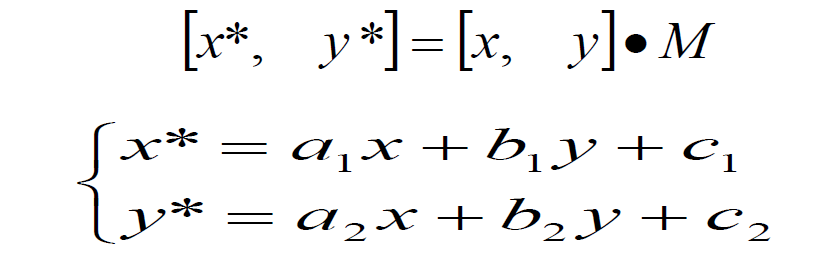 [x*, y*]=[x, y]•M
x* = a₁x + b₁y + c₁
y* = a₂x + b₂y + c₂